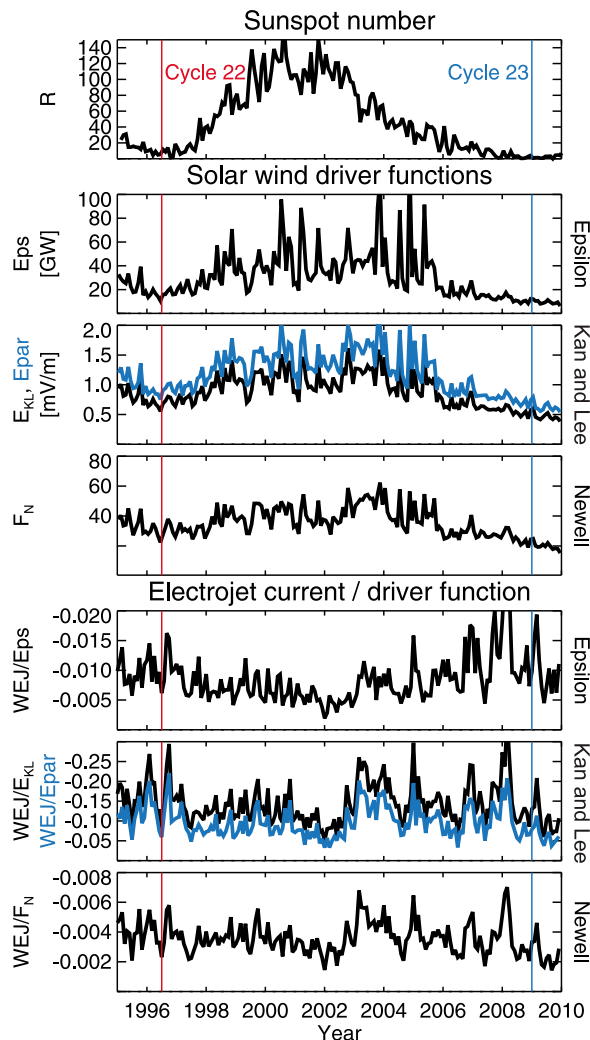 Sunspot number
140
120
100
80
60
40
20
R
Cycle 22
Cycle 23
Solar wind driver functions
100
80
60
40
20
Eps
[GW]
Epsilon
2.0
1.5
1.0
0.5
E_KL, Epar
[mV/m]
Kan and Lee
80
60
40
F_N
Newell
Electrojet current / driver function
-0.020
-0.015
-0.010
-0.005
WEJ/Eps
Epsilon
-0.25
-0.20
-0.15
-0.10
-0.05
WEJ/E_KL
WEJ/Epar
Kan and Lee
-0.008
-0.006
-0.004
-0.002
WEJ/F_N
Newell
1996 1998 2000 2002 2004 2006 2008 2010
Year